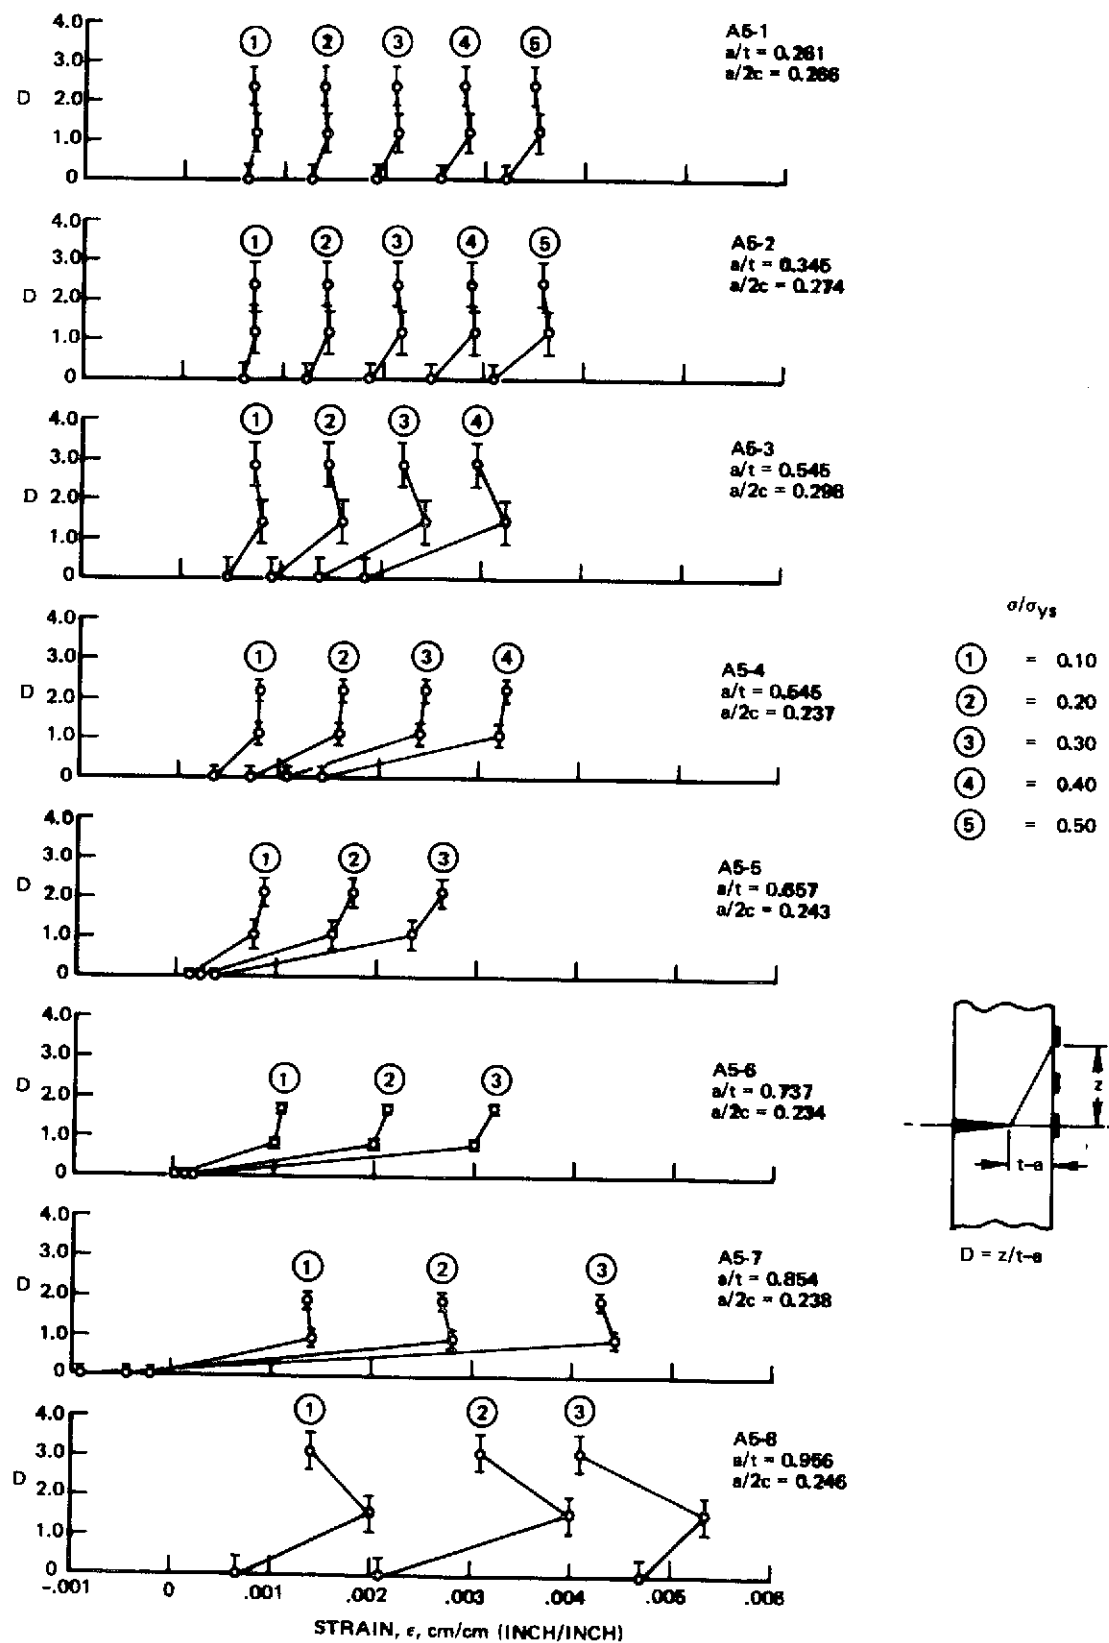 4.0
3.0
D 2.0
1.0
0
1 2 3 4 5
A5-1
a/t = 0.261
a/2c = 0.266
4.0
3.0
D 2.0
1.0
0
1 2 3 4 5
A5-2
a/t = 0.345
a/2c = 0.274
4.0
3.0
D 2.0
1.0
0
1 2 3 4
A5-3
a/t = 0.545
a/2c = 0.298
4.0
3.0
D 2.0
1.0
0
1 2 3 4
A5-4
a/t = 0.545
a/2c = 0.237
4.0
3.0
D 2.0
1.0
0
1 2 3
A5-5
a/t = 0.657
a/2c = 0.243
4.0
3.0
D 2.0
1.0
0
1 2 3
A5-6
a/t = 0.737
a/2c = 0.234
4.0
3.0
D 2.0
1.0
0
1 2 3
A5-7
a/t = 0.854
a/2c = 0.238
4.0
3.0
D 2.0
1.0
0
1 2 3
A5-8
a/t = 0.956
a/2c = 0.246
-.001 0 .001 .002 .003 .004 .005 .006
STRAIN, ε, cm/cm (INCH/INCH)
σ/σys
1 = 0.10
2 = 0.20
3 = 0.30
4 = 0.40
5 = 0.50
z
t-a
D = z/t-a